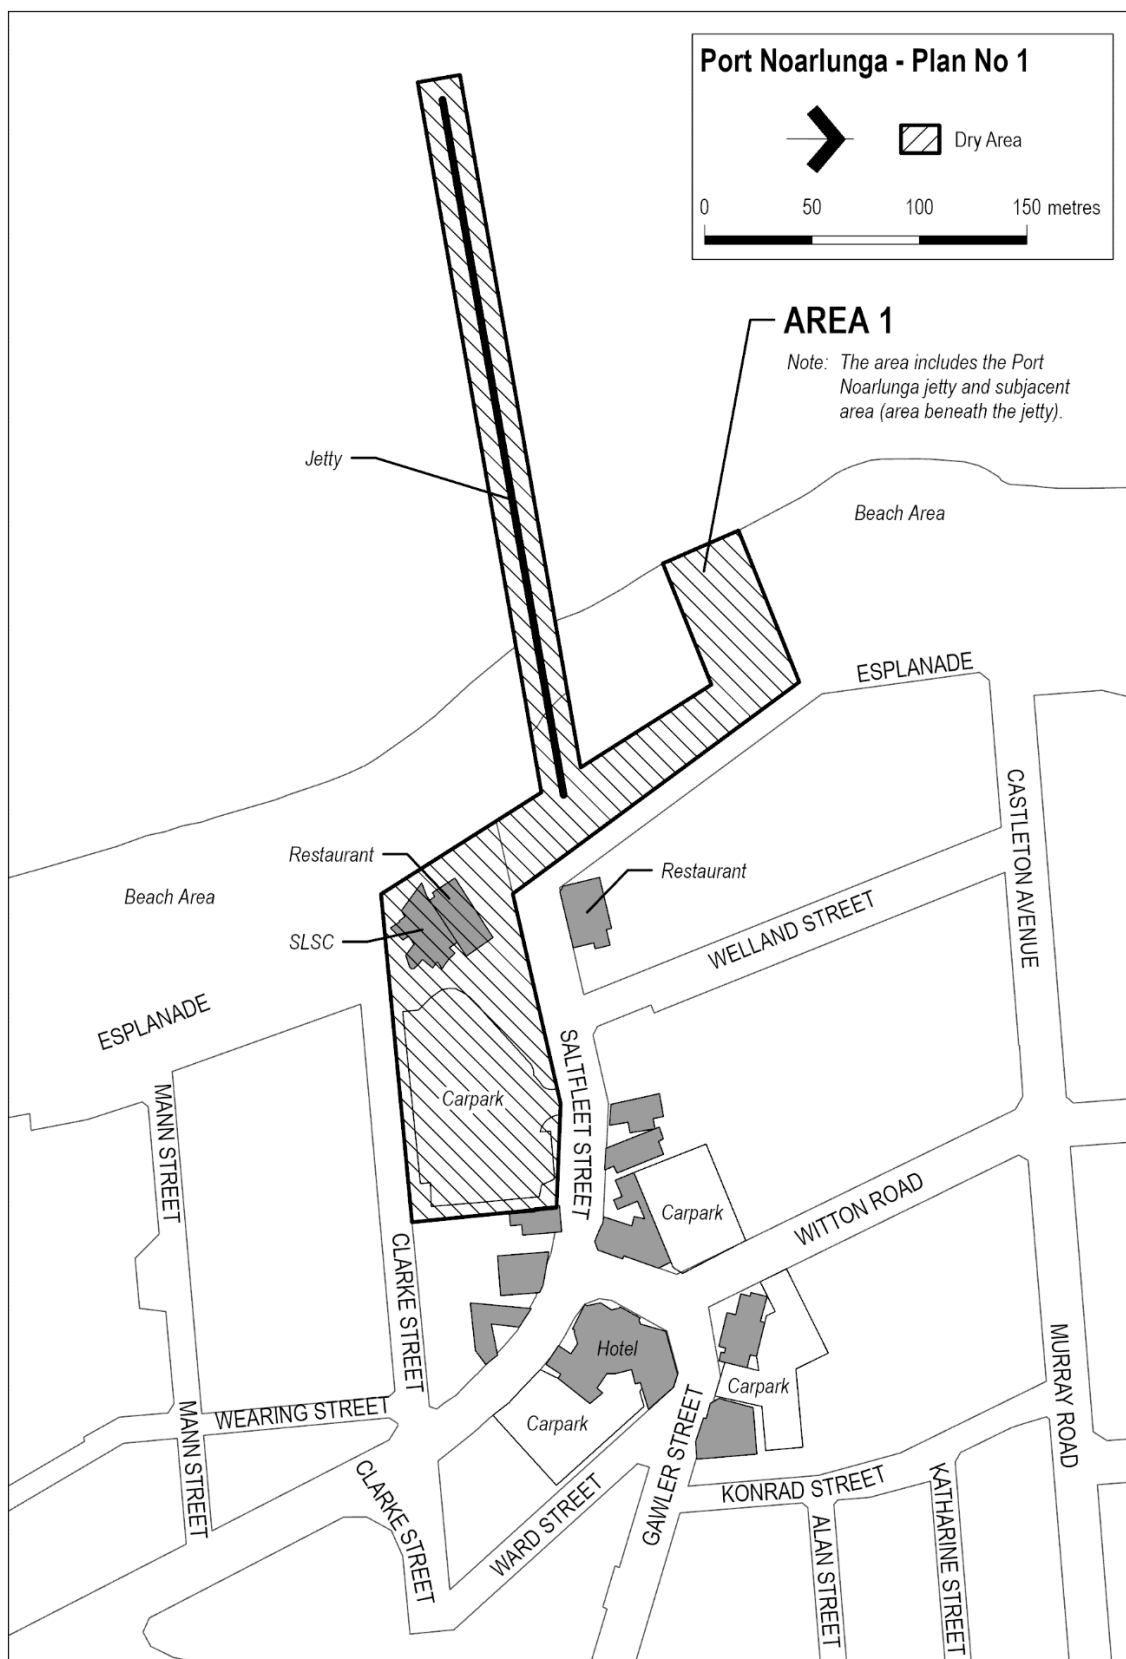 Port Noarlunga - Plan No 1
Dry Area
0 50 100 150 metres
AREA 1
Note: The area includes the Port
Noarlunga jetty and subjacent
area (area beneath the jetty).
Jetty
Beach Area
ESPLANADE
CASTLETON AVENUE
Restaurant
Restaurant
Beach Area
SLSC
WELLAND STREET
ESPLANADE
SALTFLEET STREET
MANN STREET
Carpark
Carpark
WITTON ROAD
CLARKE STREET
Hotel
MURRAY ROAD
Carpark
WEARING STREET
MANN STREET
Carpark
GAWLER STREET
CLARKE STREET
WARD STREET
KONRAD STREET
KATHARINE STREET
ALAN STREET